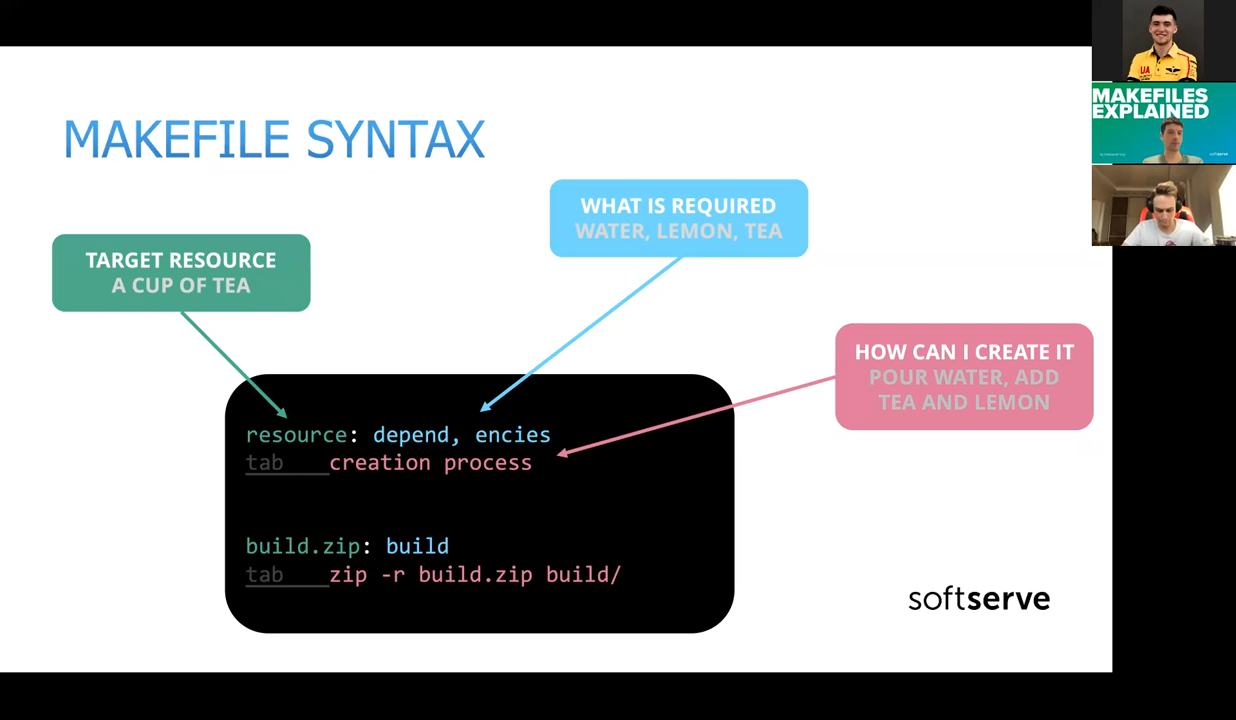 MAKEFILE SYNTAX
WHAT IS REQUIRED
WATER, LEMON, TEA
TARGET RESOURCE
A CUP OF TEA
HOW CAN I CREATE IT
POUR WATER, ADD
TEA AND LEMON
resource: depend, encies
tab creation process
build.zip: build
tab zip -r build.zip build/
softserve
UA
MAKEFILES
EXPLAINED
softserve